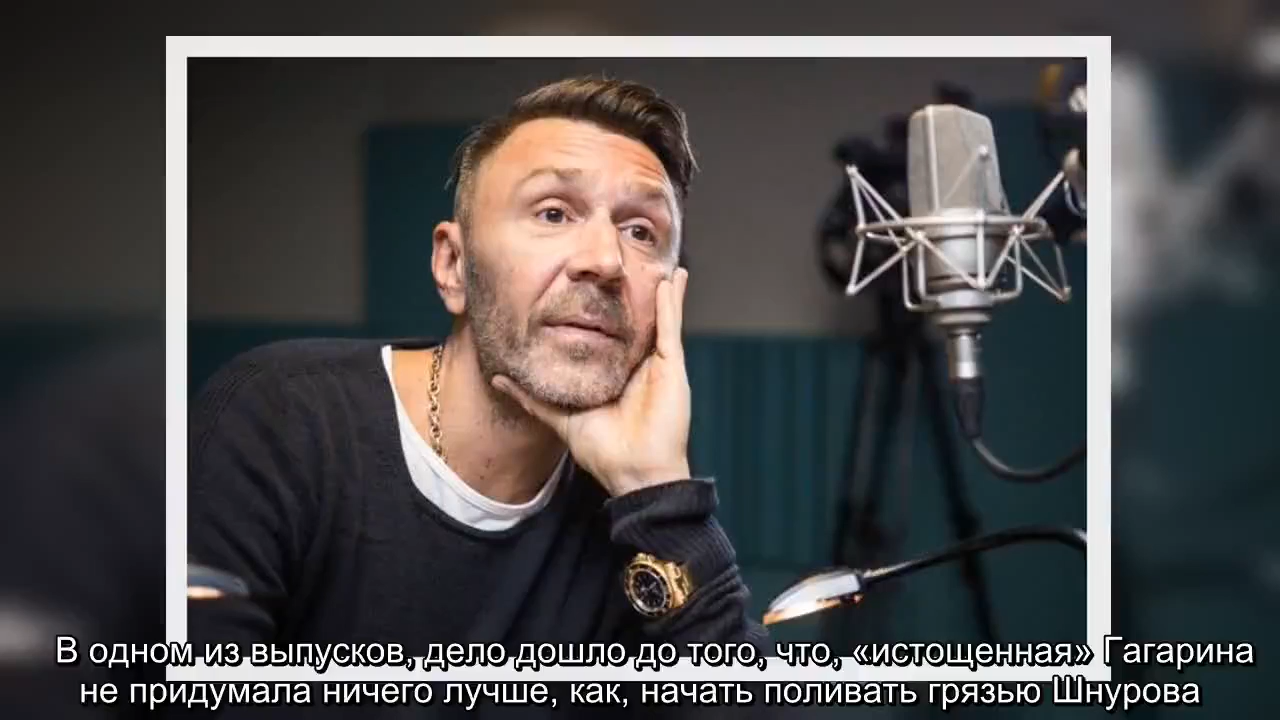 В одном из выпусков, дело дошло до того, что, «истощенная» Гагарина
не придумала ничего лучше, как, начать поливать грязью Шнурова